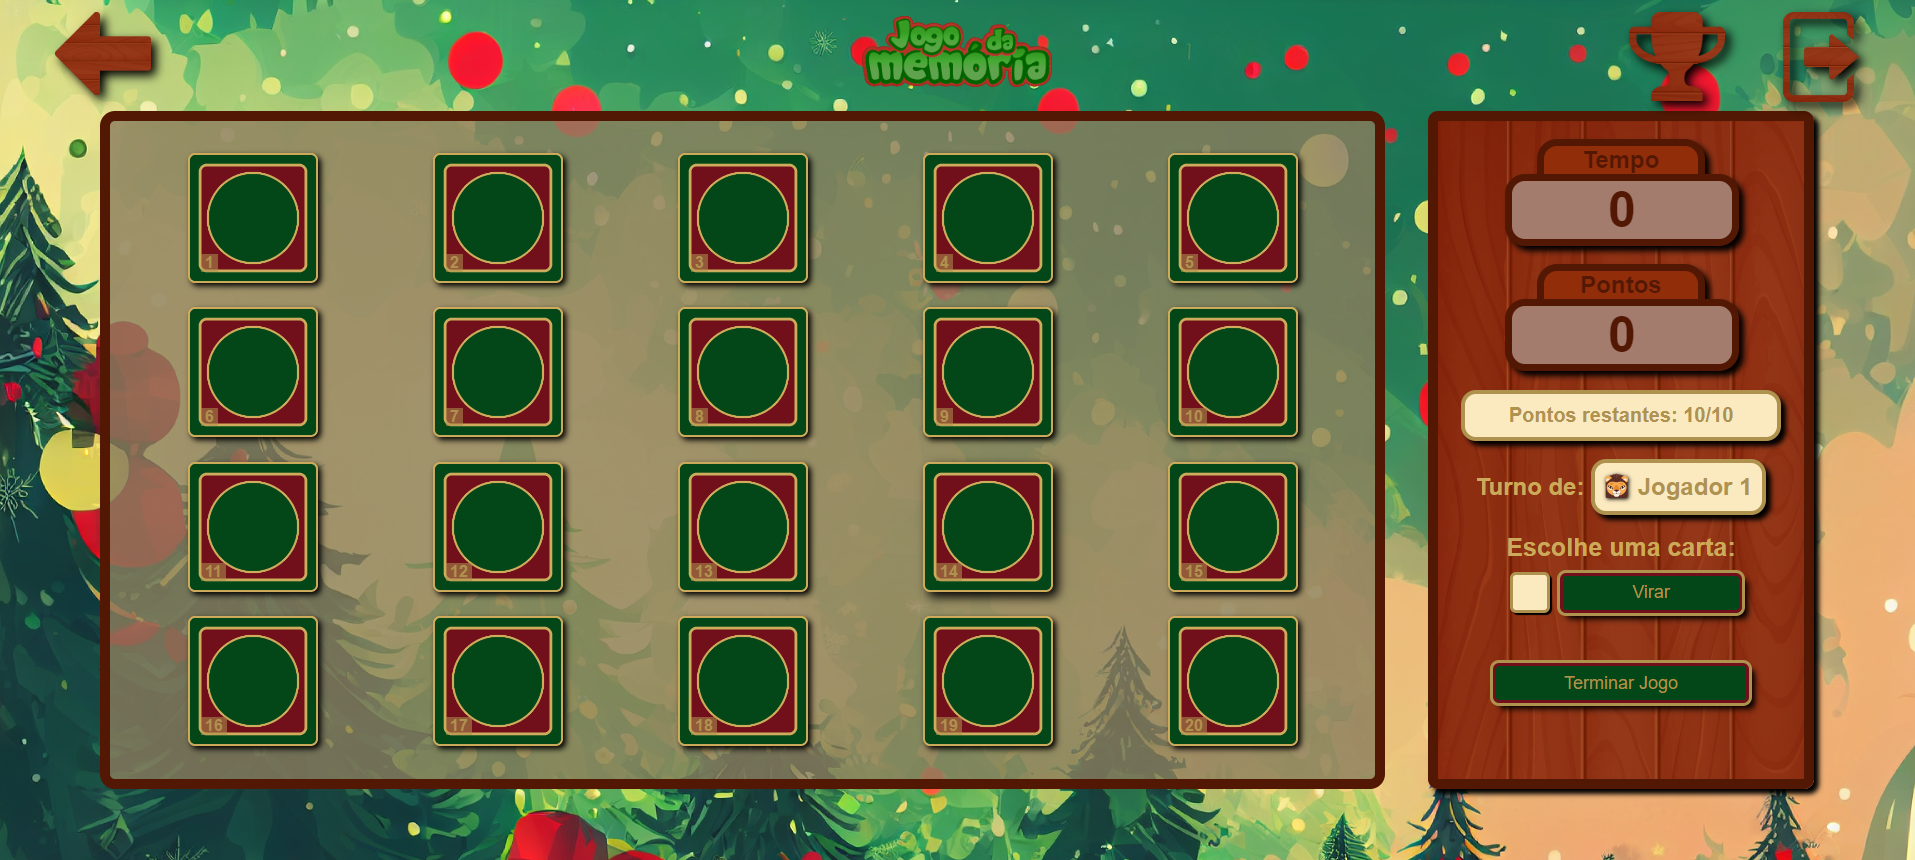 Jogo da
memória
Tempo
0
Pontos
0
Pontos restantes: 10/10
Turno de: Jogador 1
Escolhe uma carta:
Virar
Terminar Jogo
1 2 3 4 5
6 7 8 9 10
11 12 13 14 15
16 17 18 19 20